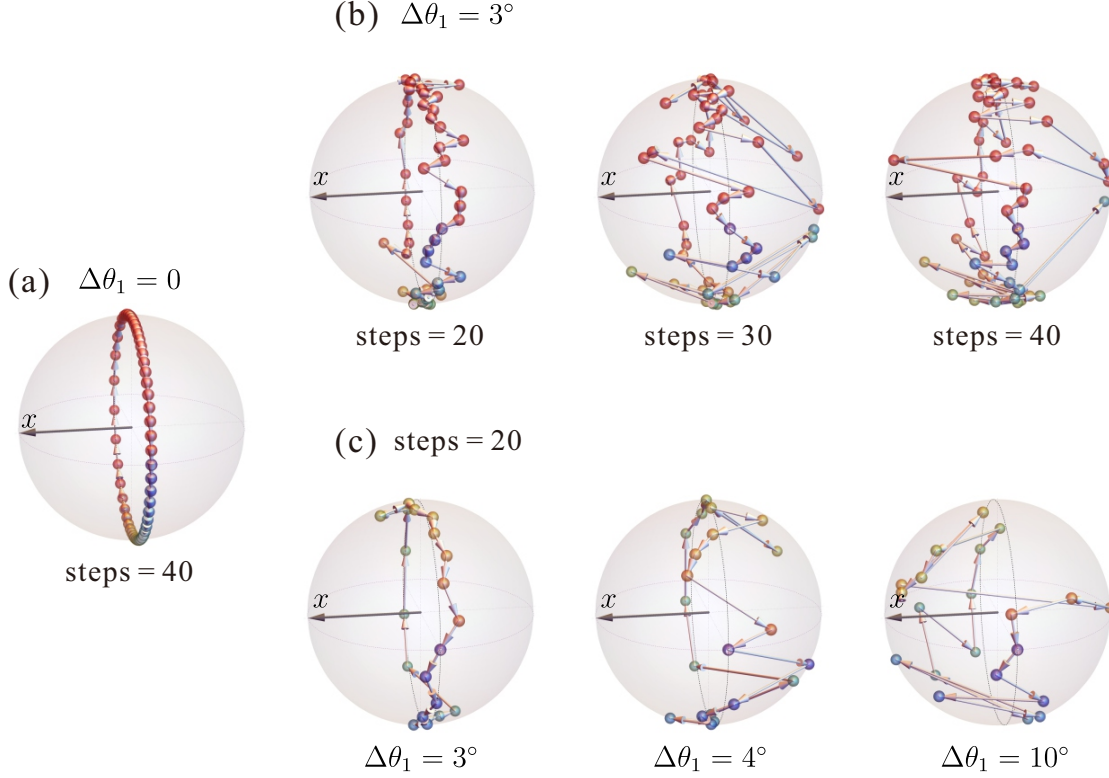 (b) Δθ₁ = 3°
x
x
x
steps = 20
steps = 30
steps = 40
(a) Δθ₁ = 0
x
steps = 40
(c) steps = 20
x
x
x
Δθ₁ = 3°
Δθ₁ = 4°
Δθ₁ = 10°